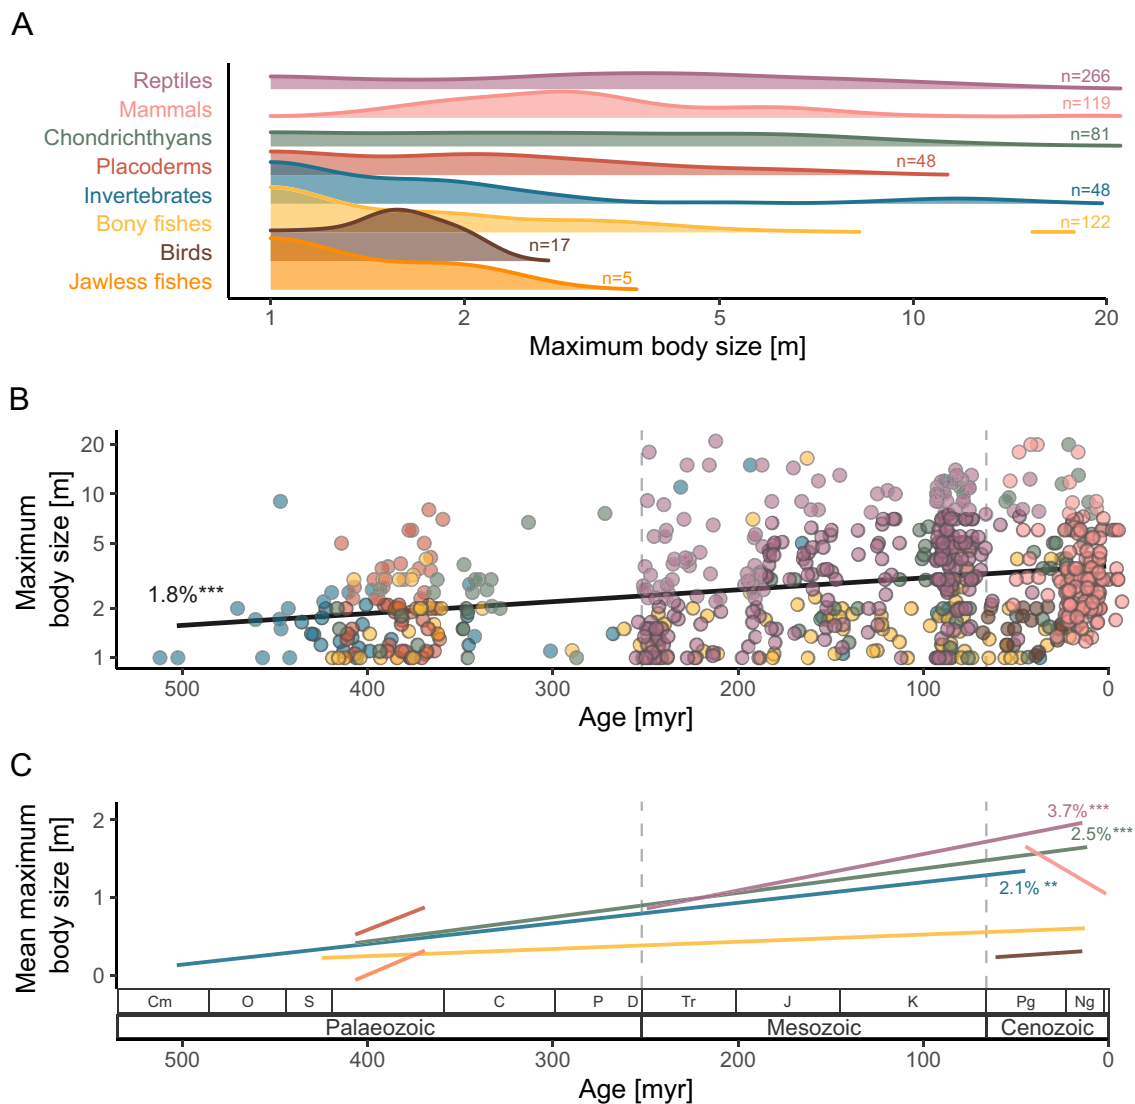 A
Reptiles
n=266
Mammals
n=119
Chondrichthyans
n=81
Placoderms
n=48
Invertebrates
n=48
Bony fishes
n=122
Birds
n=17
Jawless fishes
n=5
1 2 5 10 20
Maximum body size [m]
B
Maximum
body size [m]
20
10
5
2
1
1.8%***
500 400 300 200 100 0
Age [myr]
C
Mean maximum
body size [m]
2
1
0
3.7%***
2.5%***
2.1% **
Cm O S C P D Tr J K Pg Ng
Palaeozoic Mesozoic Cenozoic
500 400 300 200 100 0
Age [myr]